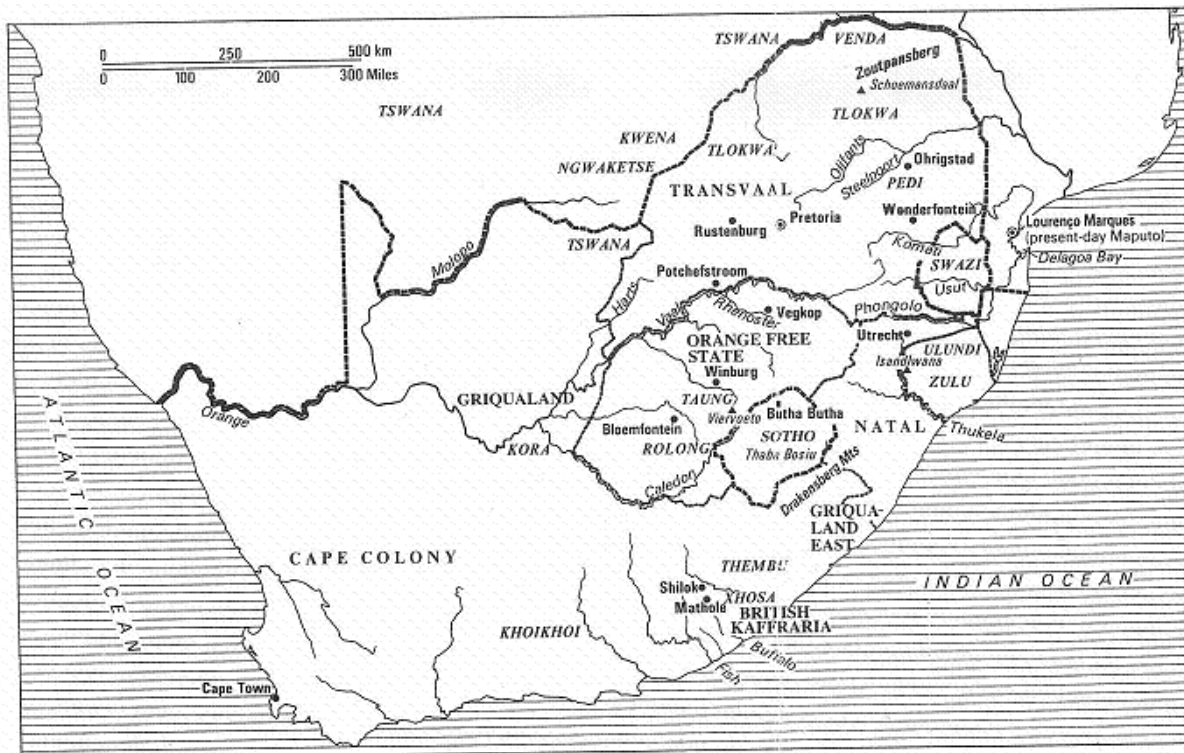 0 250 500 km
0 100 200 300 Miles
TSWANA
VENDA
Zoutpansberg
Schoemansdaal
TSWANA
TLOKWA
KWENA
TLOKWA
NGWAKETSE
Olifants
Steelpoort
Ohrigstad
PEDI
TRANSVAAL
Pretoria
Rustenburg
Wonderfontein
Lourenço Marques
(present-day Maputo)
Delagoa Bay
TSWANA
Molopo
Komati
SWAZI
Usut
Potchefstroom
Harts
Vaal
Rhenoster
Vegkop
Phongolo
Utrecht
ORANGE FREE
STATE
Isandlwana
ULUNDI
ZULU
Winburg
Orange
GRIQUALAND
TAUNG
Viervoeto
Butha Butha
NATAL
Thukela
Bloemfontein
KORA
ROLONG
SOTHO
Thaba Bosiu
Caledon
Drakensberg Mts
GRIQUA-
LAND
EAST
ATLANTIC OCEAN
CAPE COLONY
THEMBU
INDIAN OCEAN
Shilok
XHOSA
Mathole
BRITISH
KAFFRARIA
KHOIKHOI
Buffalo
Fish
Cape Town